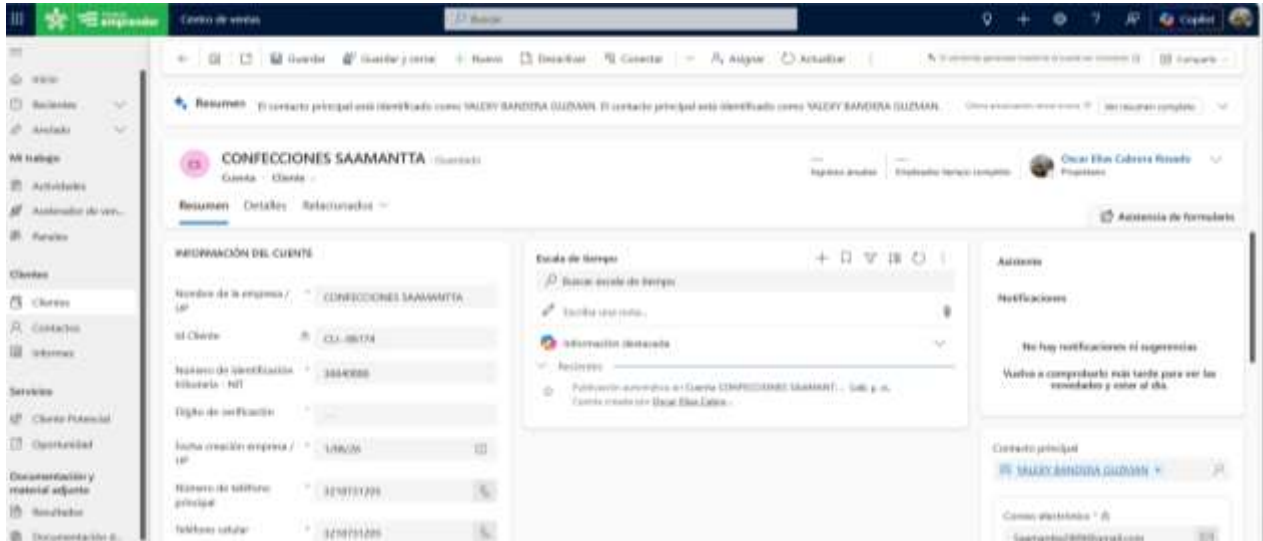 emprender
Centro de ventas
Buscar
Copilot
Guardar
Guardar y cerrar
Nuevo
Desactivar
Conectar
Asignar
Actualizar
Compartir
Inicio
Recientes
Anclado
Mi trabajo
Actividades
Acelerador de ven...
Paneles
Clientes
Clientes
Contactos
Informes
Servicios
Cliente Potencial
Oportunidad
Documentación y
material adjunto
Resultados
Documentación d...
Resumen El contacto principal está identificado como VALERY BANDERA GUZMAN. El contacto principal está identificado como VALERY BANDERA GUZMAN.
Ver resumen completo
CS
CONFECCIONES SAAMANTTA - Guardado
Cuenta · Cliente
Ingresos anuales
Empleados tiempo completo
Oscar Elias Cabrera Rosado
Propietario
Resumen Detalles Relacionados
Asistencia de formulario
INFORMACIÓN DEL CLIENTE
Nombre de la empresa /
UP
CONFECCIONES SAAMANTTA
Id Cliente
Número de identificación
tributaria - NIT
Dígito de verificación
---
Fecha creación empresa /
UP
Número de teléfono
principal
3218731205
Teléfono celular
3218731205
Escala de tiempo
Buscar escala de tiempo
Escriba una nota...
Información destacada
Recientes
Publicación automática en Cuenta CONFECCIONES SAAMANT...
Cuenta creada por Oscar Elias Cabre...
Asistente
Notificaciones
No hay notificaciones ni sugerencias
Vuelva a comprobarlo más tarde para ver las
novedades y estar al día.
Contacto principal
VALERY BANDERA GUZMAN
Correo electrónico